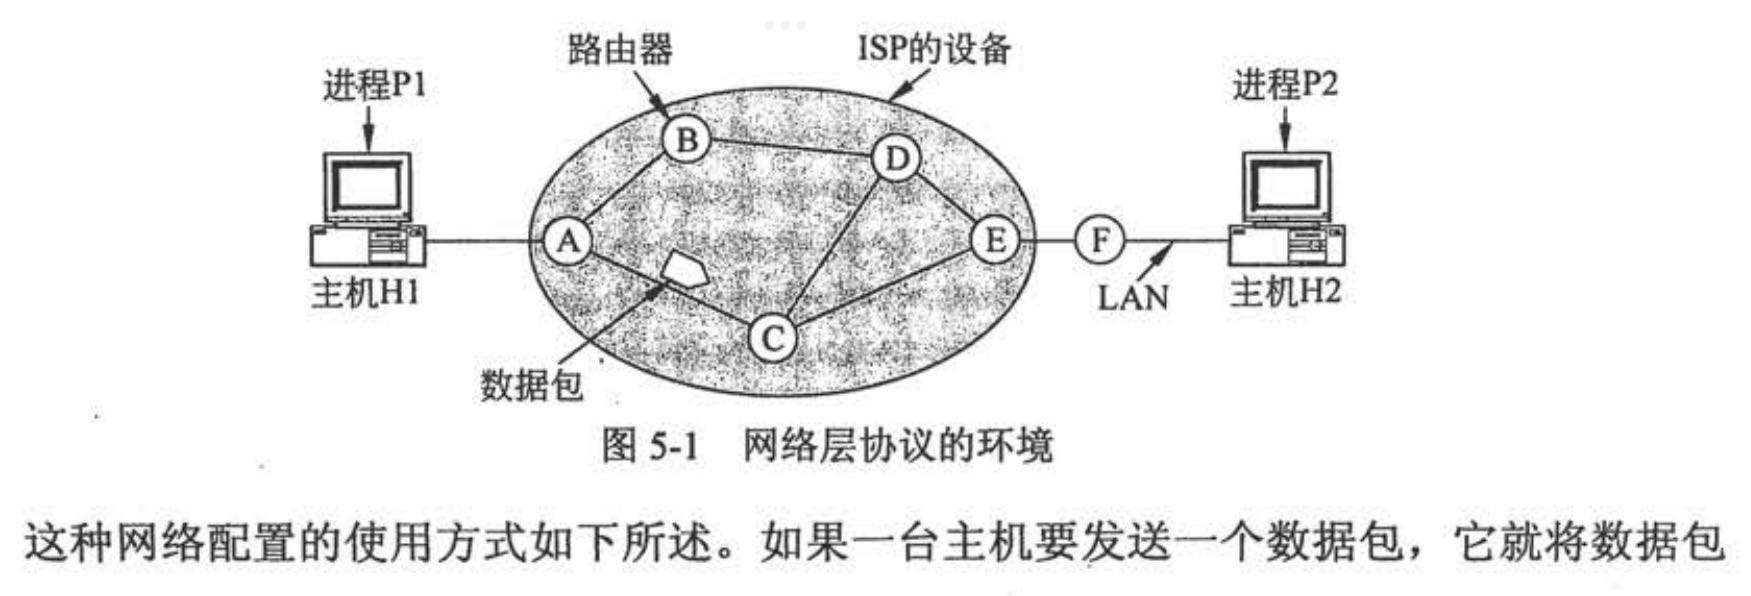 路由器
ISP的设备
进程P1
进程P2
B
D
A
E
F
C
主机H1
LAN
主机H2
数据包
图 5-1 网络层协议的环境
这种网络配置的使用方式如下所述。如果一台主机要发送一个数据包，它就将数据包